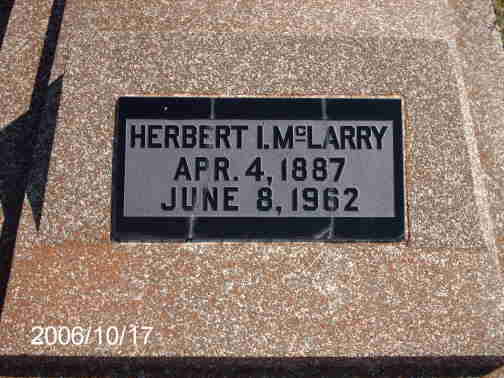 HERBERT I. McLARRY
APR. 4, 1887
JUNE 8, 1962
2006/10/17